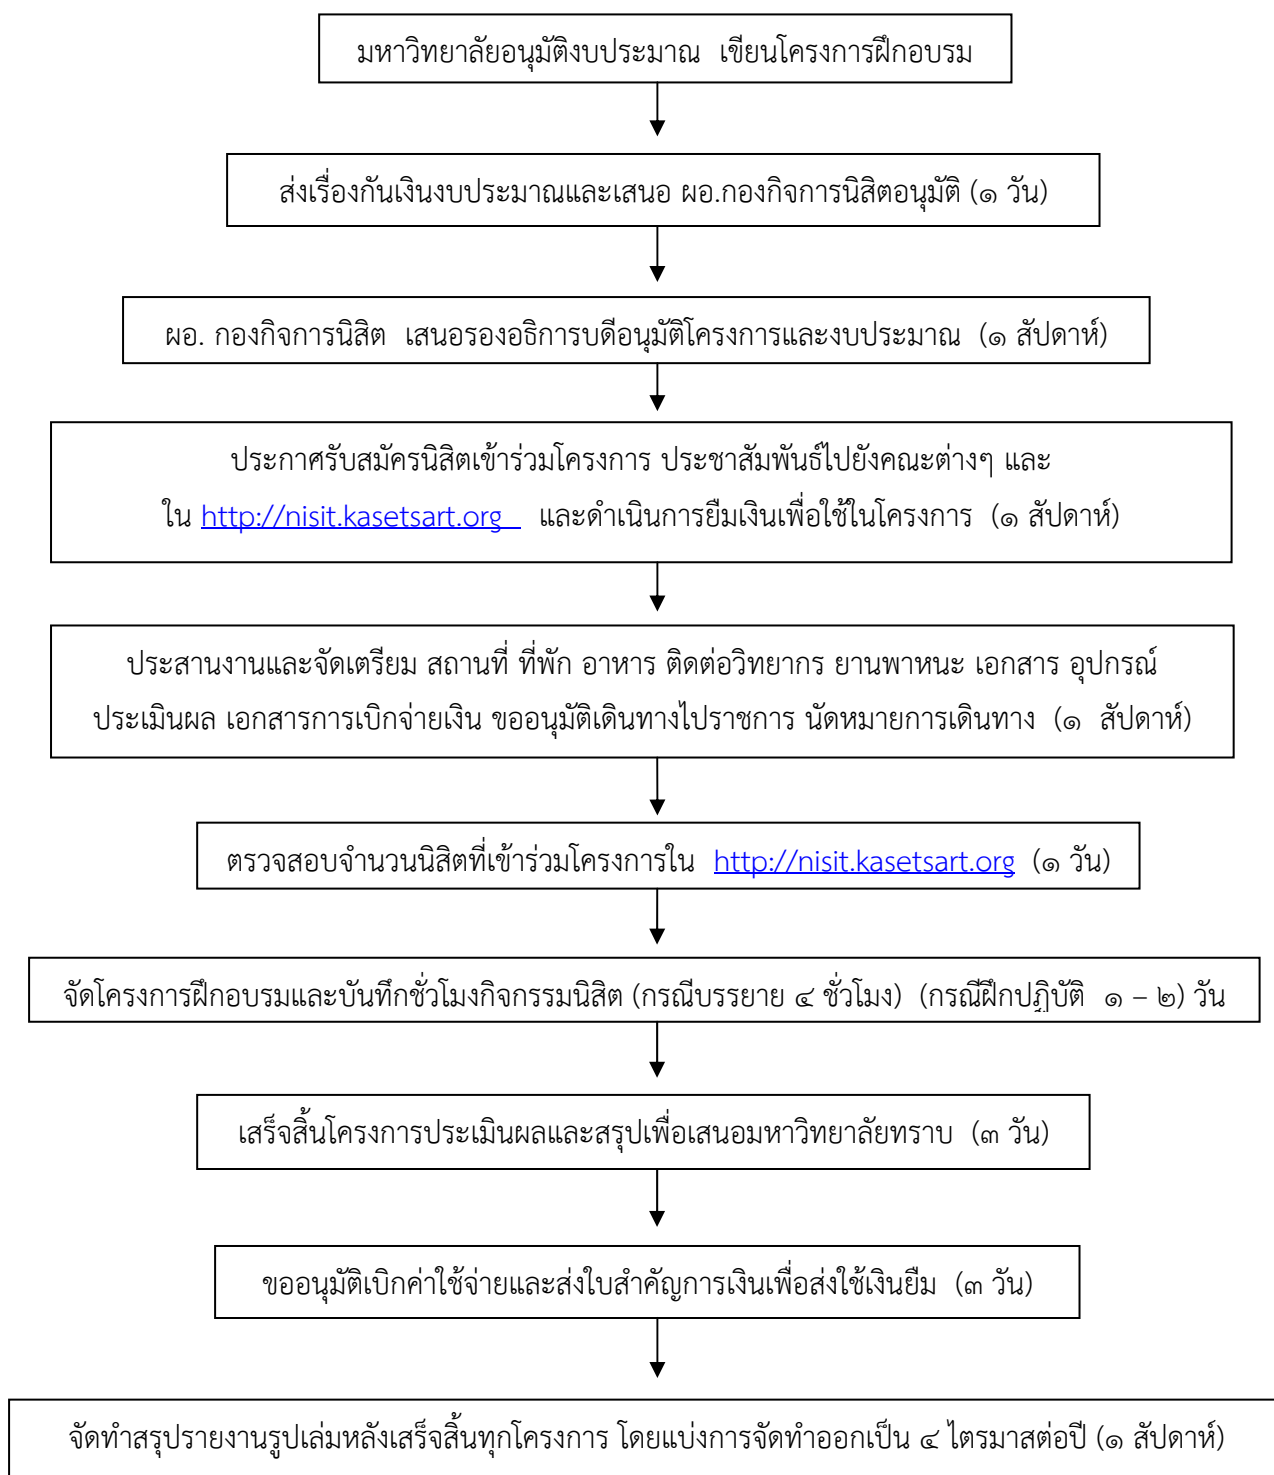 มหาวิทยาลัยอนุมัติงบประมาณ เขียนโครงการฝึกอบรม
ส่งเรื่องกันเงินงบประมาณและเสนอ ผอ.กองกิจการนิสิตอนุมัติ (๑ วัน)
ผอ. กองกิจการนิสิต เสนอรองอธิการบดีอนุมัติโครงการและงบประมาณ (๑ สัปดาห์)
ประกาศรับสมัครนิสิตเข้าร่วมโครงการ ประชาสัมพันธ์ไปยังคณะต่างๆ และ
ใน http://nisit.kasetsart.org และดำเนินการยืมเงินเพื่อใช้ในโครงการ (๑ สัปดาห์)
ประสานงานและจัดเตรียม สถานที่ ที่พัก อาหาร ติดต่อวิทยากร ยานพาหนะ เอกสาร อุปกรณ์
ประเมินผล เอกสารการเบิกจ่ายเงิน ขออนุมัติเดินทางไปราชการ นัดหมายการเดินทาง (๑ สัปดาห์)
ตรวจสอบจำนวนนิสิตที่เข้าร่วมโครงการใน http://nisit.kasetsart.org (๑ วัน)
จัดโครงการฝึกอบรมและบันทึกชั่วโมงกิจกรรมนิสิต (กรณีบรรยาย ๔ ชั่วโมง) (กรณีฝึกปฏิบัติ ๑ – ๒) วัน
เสร็จสิ้นโครงการประเมินผลและสรุปเพื่อเสนอมหาวิทยาลัยทราบ (๓ วัน)
ขออนุมัติเบิกค่าใช้จ่ายและส่งใบสำคัญการเงินเพื่อส่งใช้เงินยืม (๓ วัน)
จัดทำสรุปรายงานรูปเล่มหลังเสร็จสิ้นทุกโครงการ โดยแบ่งการจัดทำออกเป็น ๔ ไตรมาสต่อปี (๑ สัปดาห์)